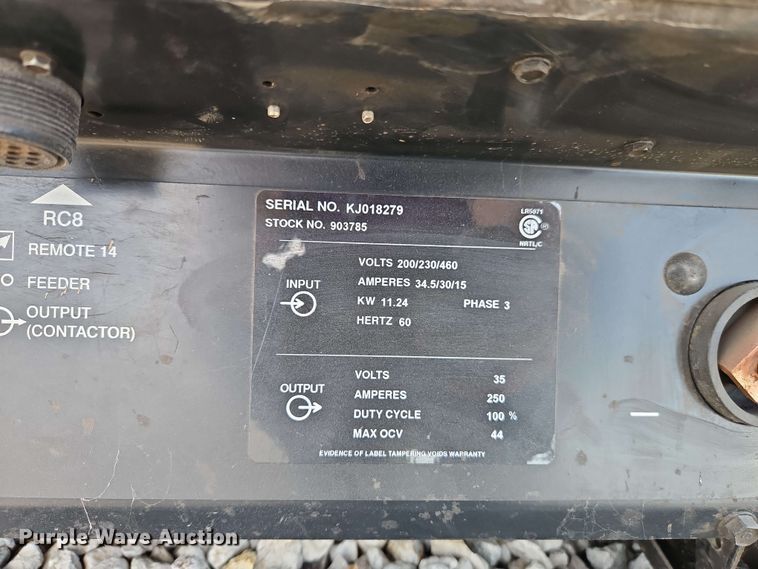 RC8
REMOTE 14
FEEDER
OUTPUT
(CONTACTOR)
SERIAL NO. KJ018279
STOCK NO. 903785
LR5971
NRTL/C
INPUT
VOLTS 200/230/460
AMPERES 34.5/30/15
KW 11.24 PHASE 3
HERTZ 60
OUTPUT
VOLTS 35
AMPERES 250
DUTY CYCLE 100 %
MAX OCV 44
EVIDENCE OF LABEL TAMPERING VOIDS WARRANTY
Purple Wave Auction